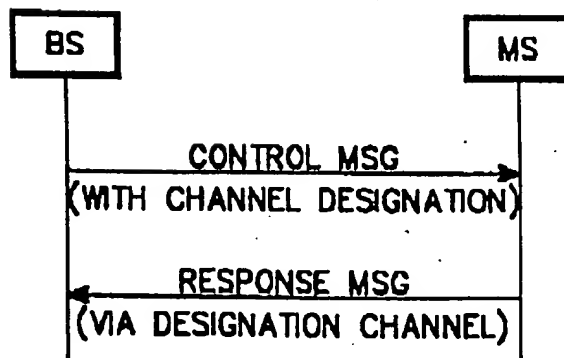 BS
MS
CONTROL MSG
(WITH CHANNEL DESIGNATION)
RESPONSE MSG
(VIA DESIGNATION CHANNEL)